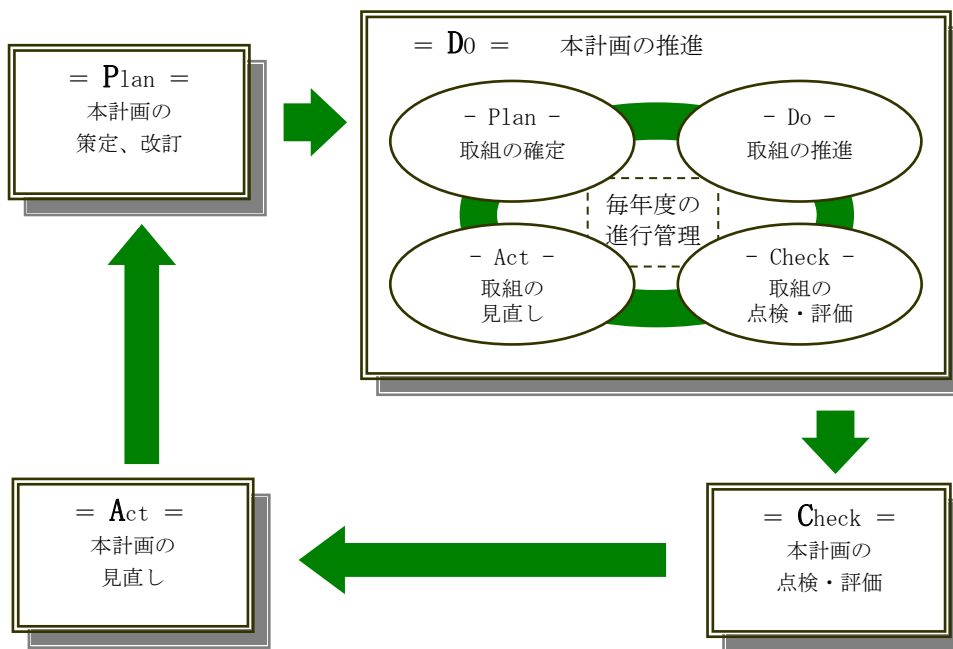 = Plan =
本計画の
策定、改訂
= Do = 本計画の推進
- Plan -
取組の確定
- Do -
取組の推進
毎年度の
進行管理
- Act -
取組の
見直し
- Check -
取組の
点検・評価
= Act =
本計画の
見直し
= Check =
本計画の
点検・評価